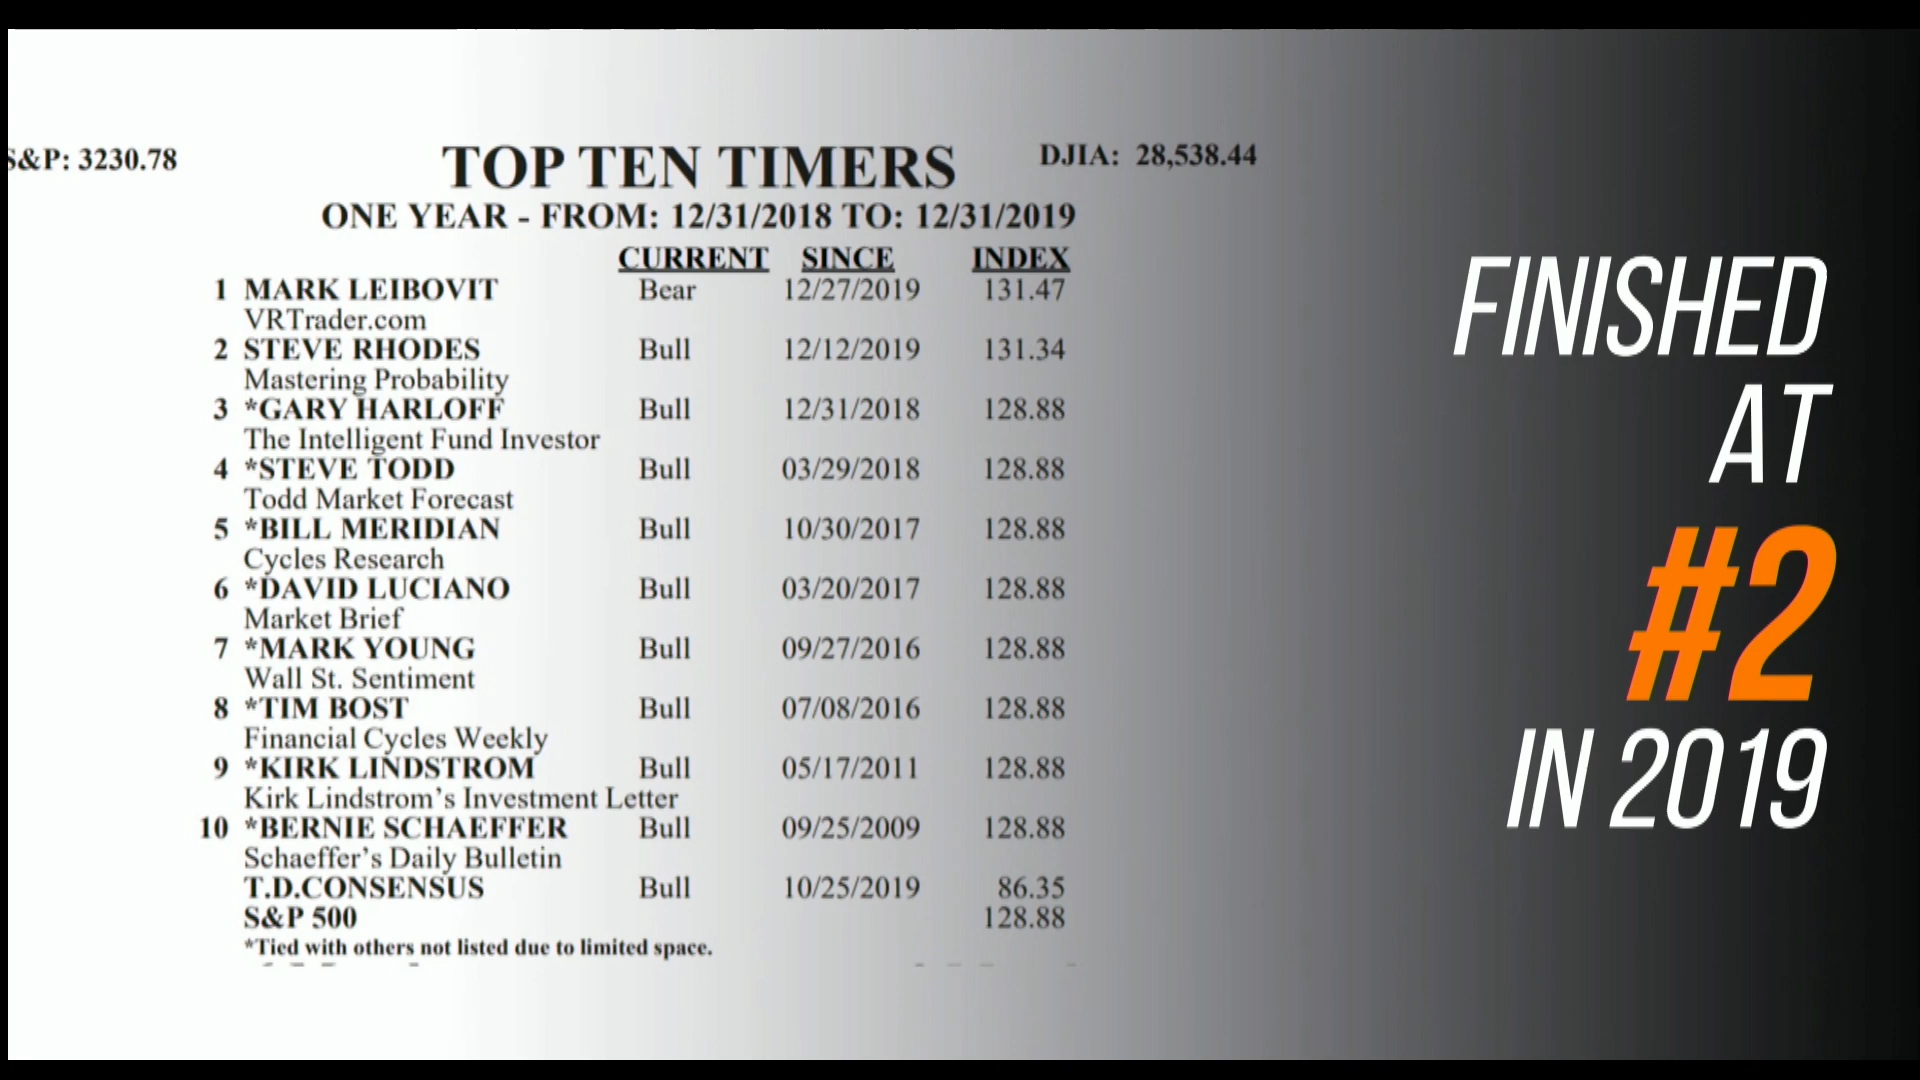 S&P: 3230.78
TOP TEN TIMERS
DJIA: 28,538.44
ONE YEAR - FROM: 12/31/2018 TO: 12/31/2019
CURRENT SINCE INDEX
1 MARK LEIBOVIT Bear 12/27/2019 131.47
VRTrader.com
2 STEVE RHODES Bull 12/12/2019 131.34
Mastering Probability
3 *GARY HARLOFF Bull 12/31/2018 128.88
The Intelligent Fund Investor
4 *STEVE TODD Bull 03/29/2018 128.88
Todd Market Forecast
5 *BILL MERIDIAN Bull 10/30/2017 128.88
Cycles Research
6 *DAVID LUCIANO Bull 03/20/2017 128.88
Market Brief
7 *MARK YOUNG Bull 09/27/2016 128.88
Wall St. Sentiment
8 *TIM BOST Bull 07/08/2016 128.88
Financial Cycles Weekly
9 *KIRK LINDSTROM Bull 05/17/2011 128.88
Kirk Lindstrom's Investment Letter
10 *BERNIE SCHAEFFER Bull 09/25/2009 128.88
Schaeffer's Daily Bulletin
T.D.CONSENSUS Bull 10/25/2019 86.35
S&P 500 128.88
*Tied with others not listed due to limited space.
FINISHED
AT
#2
IN 2019